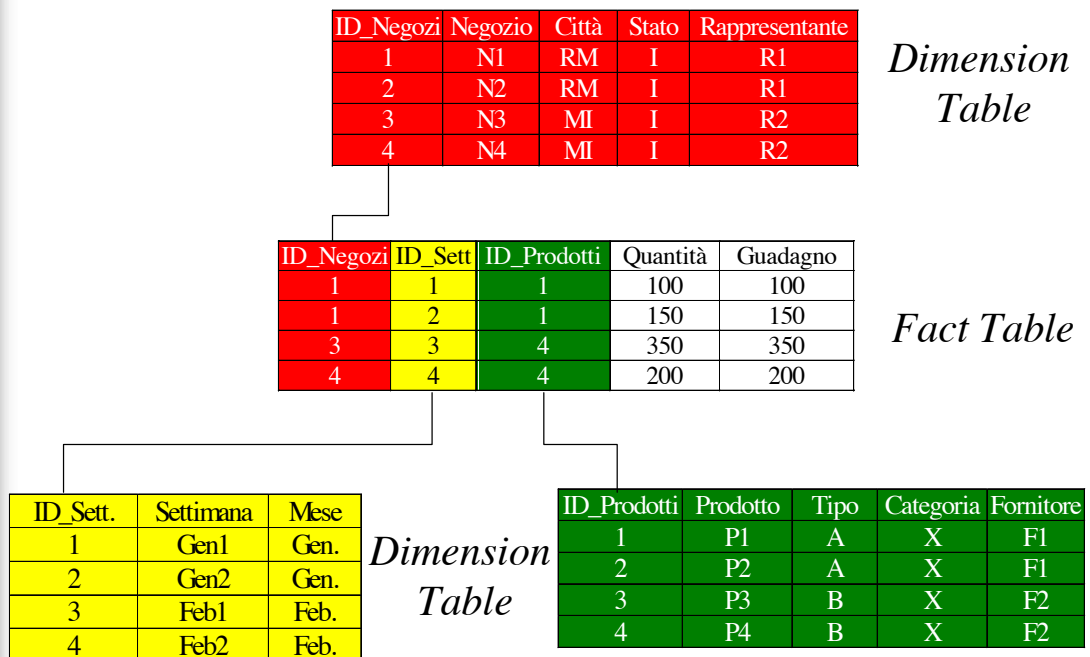 ID_Negozi Negozio Città Stato Rappresentante
1 N1 RM I R1
2 N2 RM I R1
3 N3 MI I R2
4 N4 MI I R2
Dimension
Table
ID_Negozi ID_Sett ID_Prodotti Quantità Guadagno
1 1 1 100 100
1 2 1 150 150
3 3 4 350 350
4 4 4 200 200
Fact Table
ID_Sett. Settimana Mese
1 Gen1 Gen.
2 Gen2 Gen.
3 Feb1 Feb.
4 Feb2 Feb.
Dimension
Table
ID_Prodotti Prodotto Tipo Categoria Fornitore
1 P1 A X F1
2 P2 A X F1
3 P3 B X F2
4 P4 B X F2